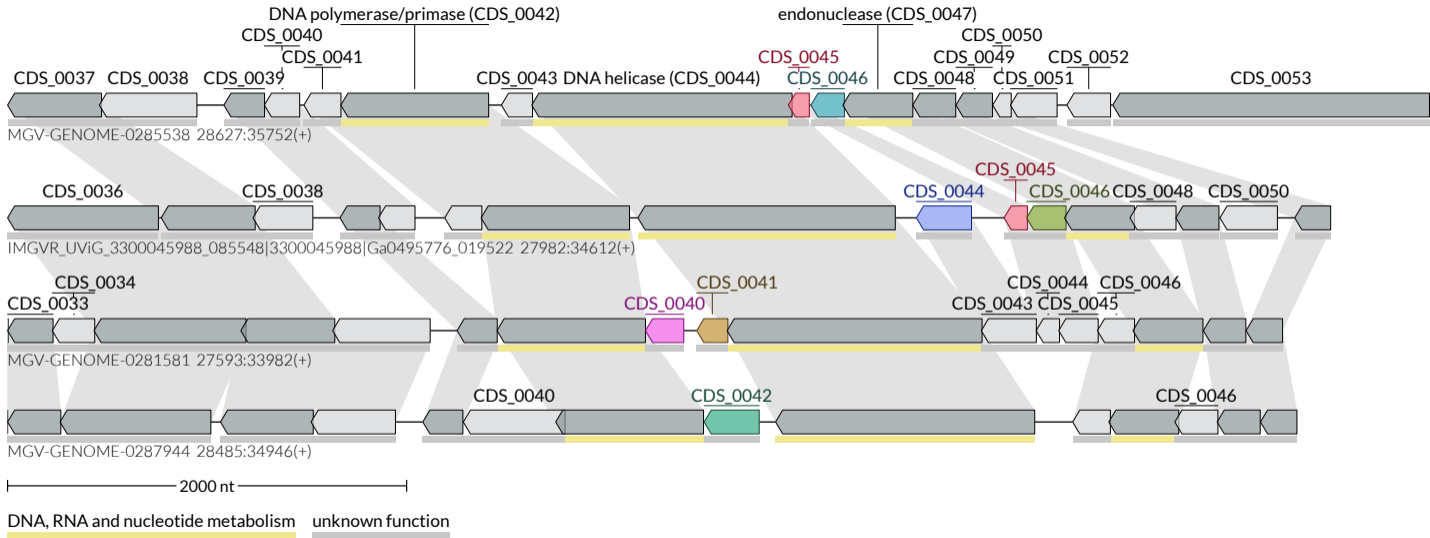 DNA polymerase/primase (CDS_0042) endonuclease (CDS_0047)
CDS_0040 CDS_0050
CDS_0041 CDS_0045 CDS_0049 CDS_0052
CDS_0037 CDS_0038 CDS_0039 CDS_0043 DNA helicase (CDS_0044) CDS_0046 CDS_0048 CDS_0051 CDS_0053
MGV-GENOME-0285538 28627:35752(+)
CDS_0045
CDS_0036 CDS_0038 CDS_0044 CDS_0046 CDS_0048 CDS_0050
IMGVR_UViG_3300045988_085548|3300045988|Ga0495776_019522 27982:34612(+)
CDS_0034 CDS_0041 CDS_0044 CDS_0046
CDS_0033 CDS_0040 CDS_0043 CDS_0045
MGV-GENOME-0281581 27593:33982(+)
CDS_0040 CDS_0042 CDS_0046
MGV-GENOME-0287944 28485:34946(+)
2000 nt
DNA, RNA and nucleotide metabolism unknown function